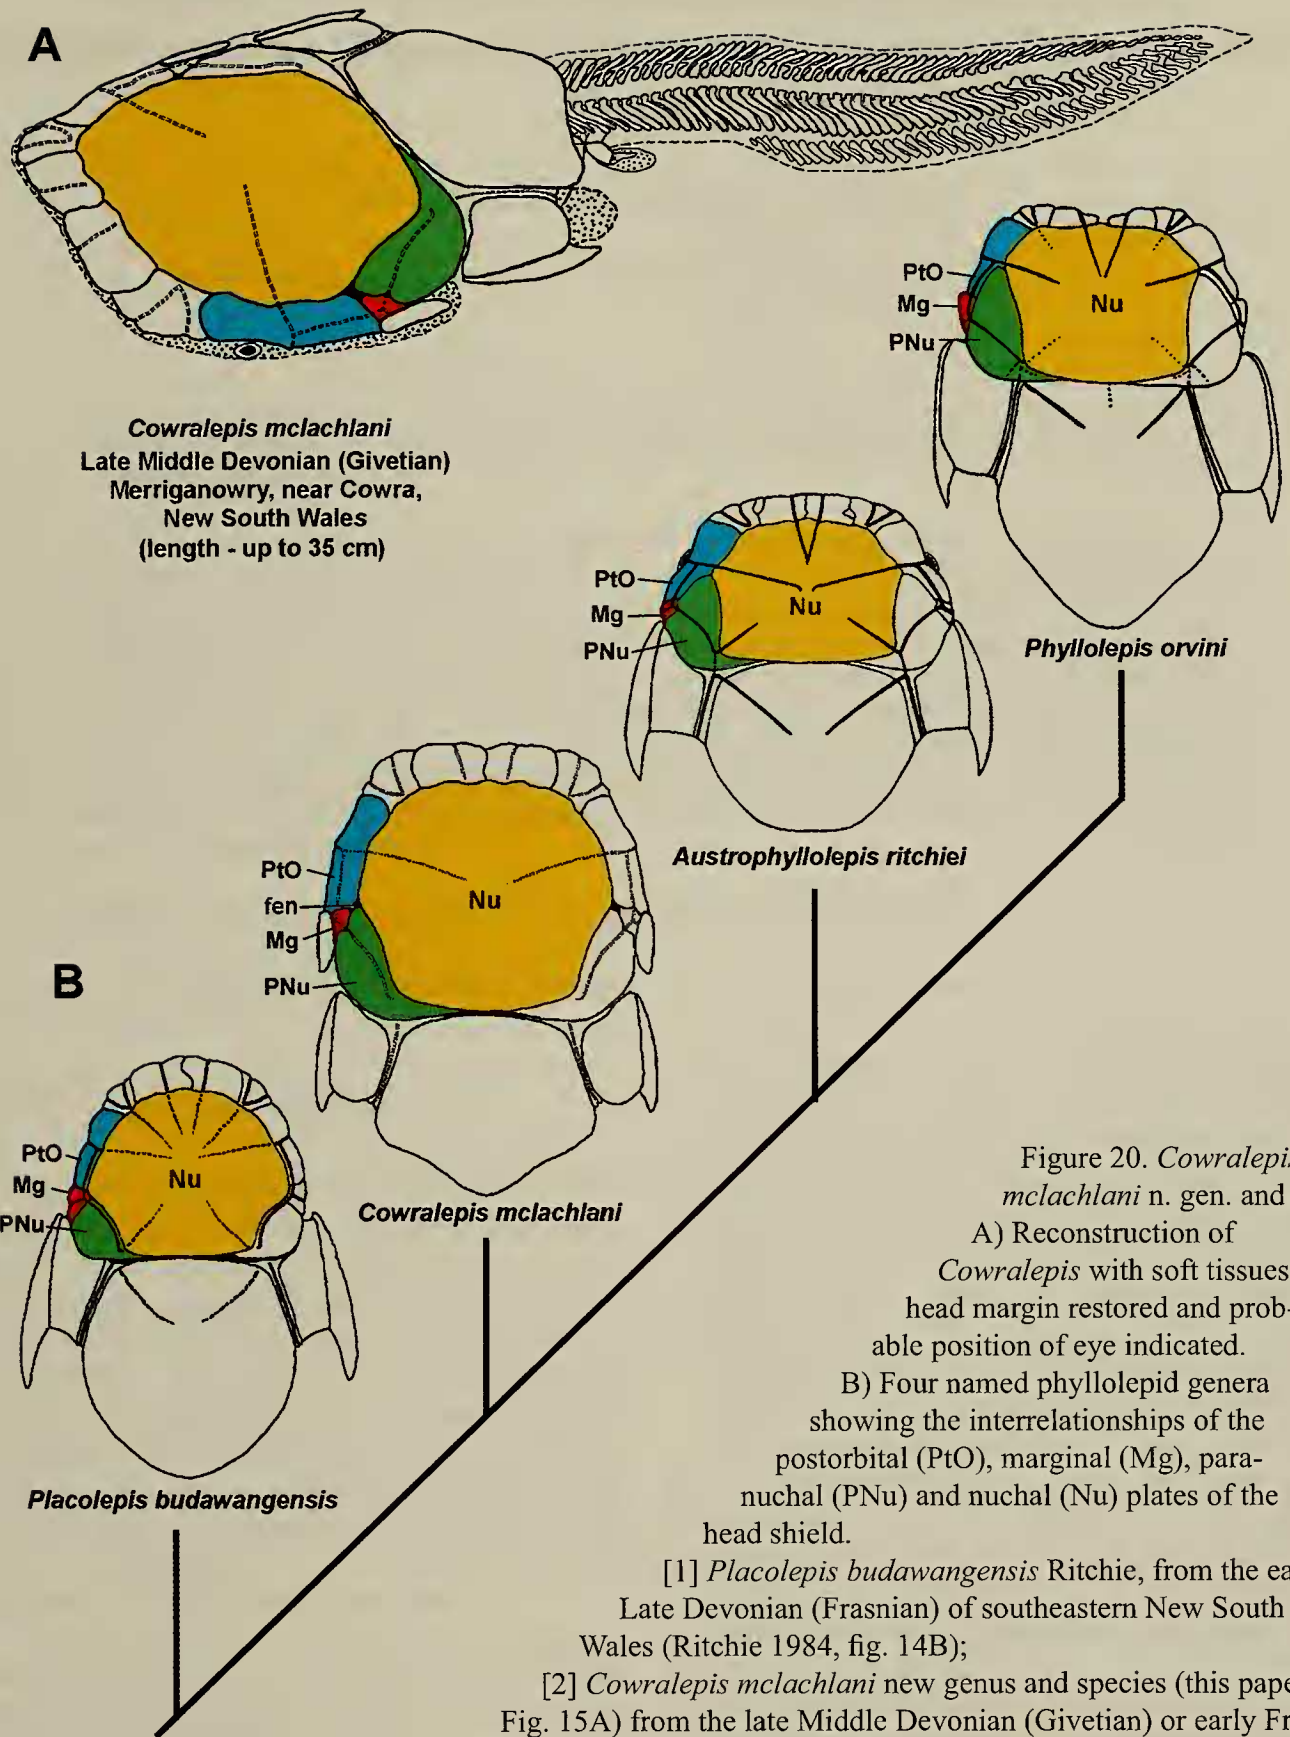 A
Cowralepis mclachlani
Late Middle Devonian (Givetian)
Merriganowry, near Cowra,
New South Wales
(length - up to 35 cm)
PtO
Mg
PNu
Nu
Phyllolepis orvini
PtO
Mg
PNu
Nu
Austrophyllolepis ritchiei
PtO
fen
Mg
PNu
Nu
Cowralepis mclachlani
B
PtO
Mg
PNu
Nu
Placolepis budawangensis
Figure 20. Cowralepis
mclachlani n. gen. and
A) Reconstruction of
Cowralepis with soft tissues
head margin restored and prob-
able position of eye indicated.
B) Four named phyllolepid genera
showing the interrelationships of the
postorbital (PtO), marginal (Mg), para-
nuchal (PNu) and nuchal (Nu) plates of the
head shield.
[1] Placolepis budawangensis Ritchie, from the
Late Devonian (Frasnian) of southeastern New South
Wales (Ritchie 1984, fig. 14B);
[2] Cowralepis mclachlani new genus and species (this
Fig. 15A) from the late Middle Devonian (Givetian) or early